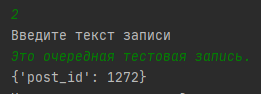 2
Введите текст записи
Это очередная тестовая запись.
{'post_id': 1272}